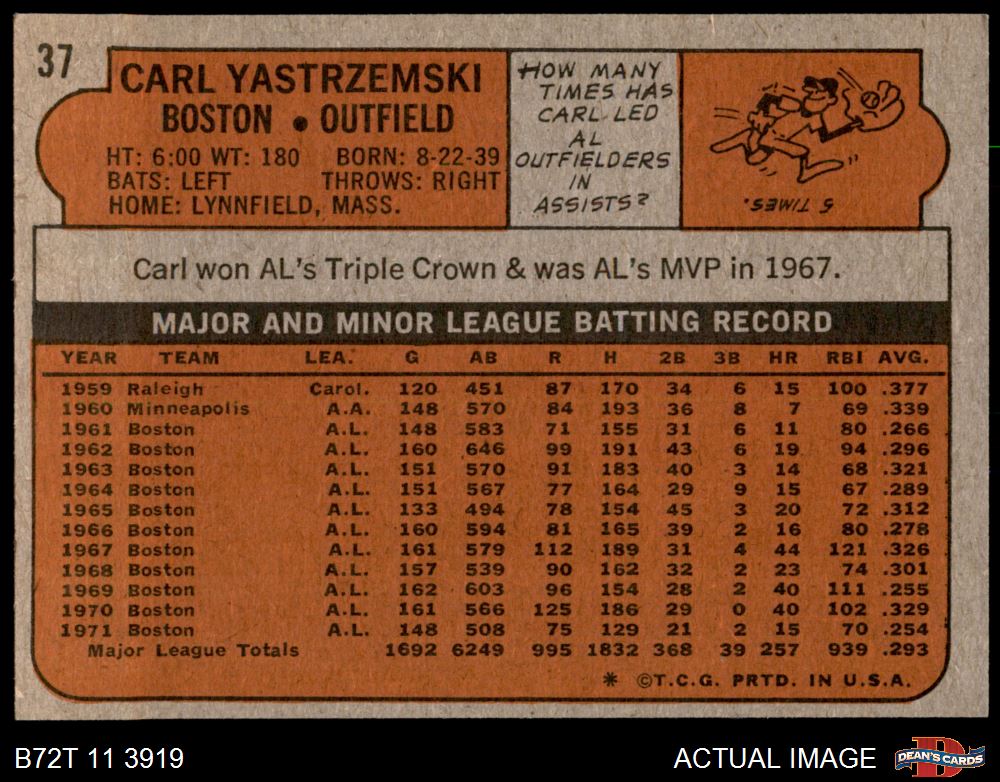 37
CARL YASTRZEMSKI
BOSTON • OUTFIELD
HT: 6:00 WT: 180 BORN: 8-22-39
BATS: LEFT THROWS: RIGHT
HOME: LYNNFIELD, MASS.
HOW MANY
TIMES HAS
CARL LED
AL
OUTFIELDERS
IN
ASSISTS?
5 TIMES.
Carl won AL's Triple Crown & was AL's MVP in 1967.
MAJOR AND MINOR LEAGUE BATTING RECORD
YEAR TEAM LEA. G AB R H 2B 3B HR RBI AVG.
1959 Raleigh Carol. 120 451 87 170 34 6 15 100 .377
1960 Minneapolis A.A. 148 570 84 193 36 8 7 69 .339
1961 Boston A.L. 148 583 71 155 31 6 11 80 .266
1962 Boston A.L. 160 646 99 191 43 6 19 94 .296
1963 Boston A.L. 151 570 91 183 40 3 14 68 .321
1964 Boston A.L. 151 567 77 164 29 9 15 67 .289
1965 Boston A.L. 133 494 78 154 45 3 20 72 .312
1966 Boston A.L. 160 594 81 165 39 2 16 80 .278
1967 Boston A.L. 161 579 112 189 31 4 44 121 .326
1968 Boston A.L. 157 539 90 162 32 2 23 74 .301
1969 Boston A.L. 162 603 96 154 28 2 40 111 .255
1970 Boston A.L. 161 566 125 186 29 0 40 102 .329
1971 Boston A.L. 148 508 75 129 21 2 15 70 .254
Major League Totals 1692 6249 995 1832 368 39 257 939 .293
* ©T.C.G. PRTD. IN U.S.A.
B72T 11 3919 ACTUAL IMAGE D DEAN'S CARDS